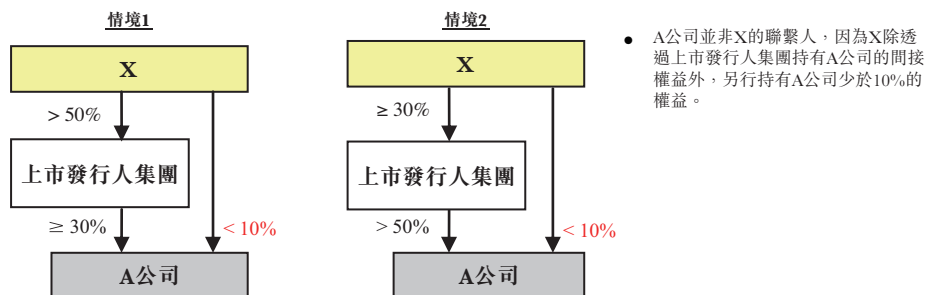 情境1
X
> 50%
上市發行人集團
≥ 30%
< 10%
A公司
情境2
X
≥ 30%
上市發行人集團
> 50%
< 10%
A公司
● A公司並非X的聯繫人，因為X除透
過上市發行人集團持有A公司的間接
權益外，另行持有A公司少於10%的
權益。